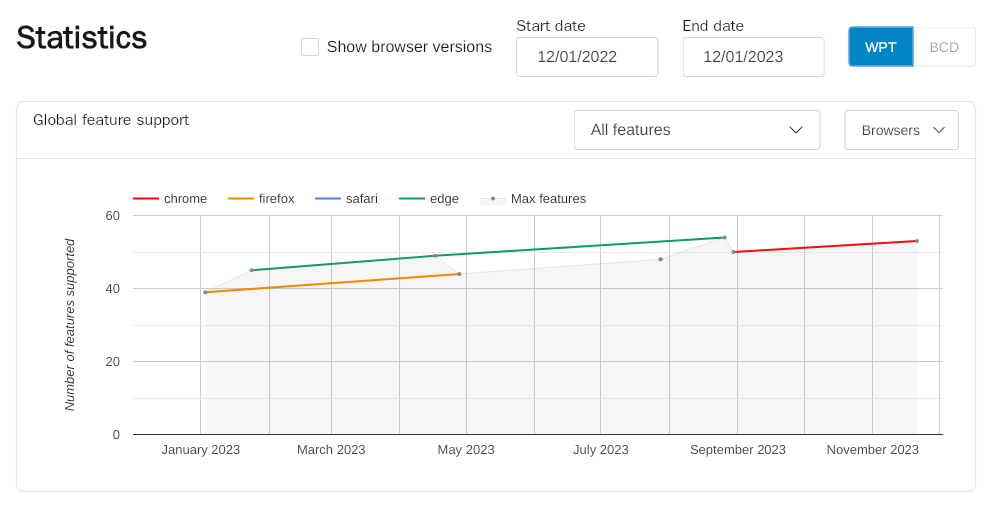 Statistics
Show browser versions
Start date
12/01/2022
End date
12/01/2023
WPT
BCD
Global feature support
All features
Browsers
chrome firefox safari edge Max features
Number of features supported
60
40
20
0
January 2023 March 2023 May 2023 July 2023 September 2023 November 2023